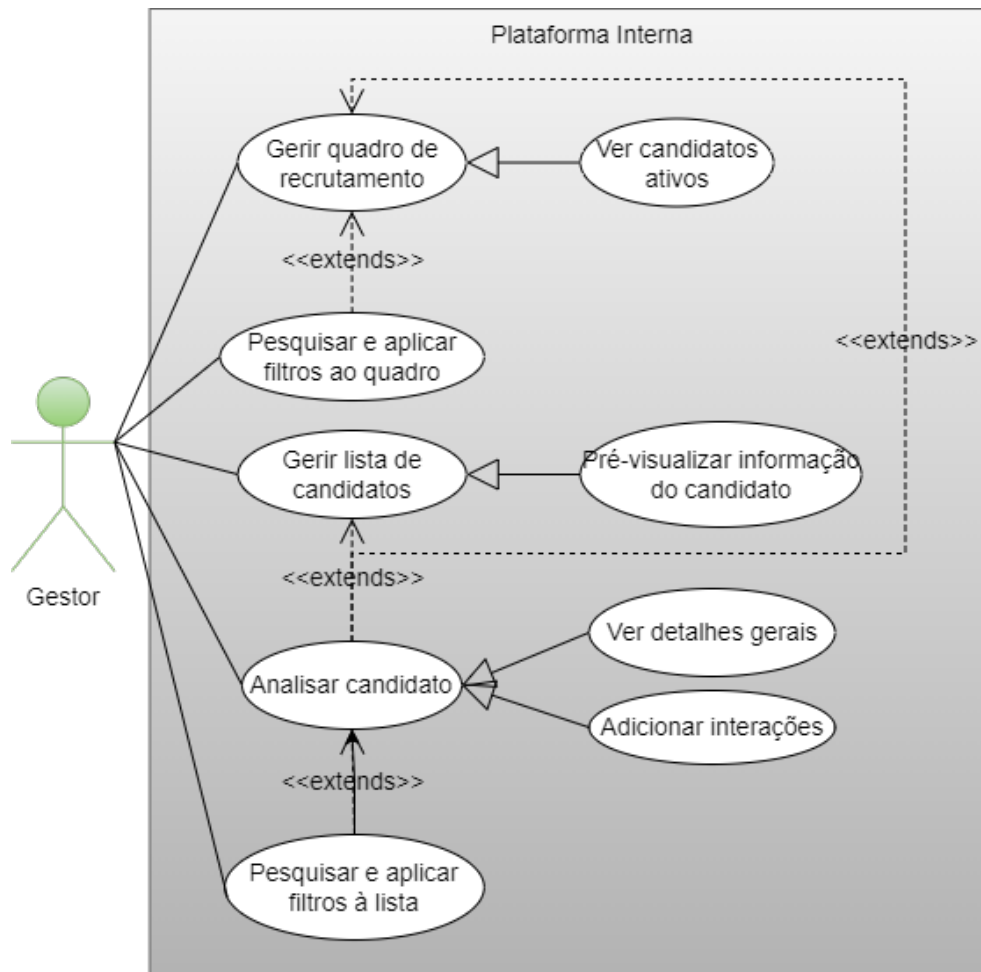 Plataforma Interna
Gerir quadro de
recrutamento
Ver candidatos
ativos
<<extends>>
Pesquisar e aplicar
filtros ao quadro
<<extends>>
Gerir lista de
candidatos
Pré-visualizar informação
do candidato
<<extends>>
Gestor
Ver detalhes gerais
Analisar candidato
Adicionar interações
<<extends>>
Pesquisar e aplicar
filtros à lista